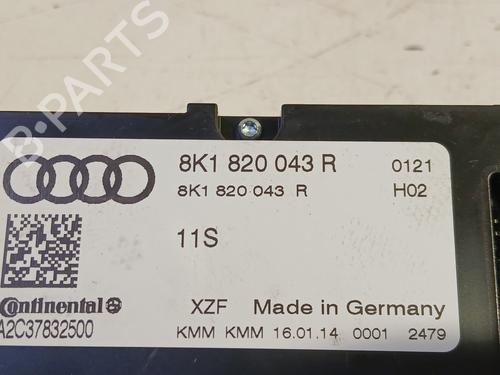 B-PARTS
8K1 820 043 R 0121
8K1 820 043 R H02
11S
Continental XZF Made in Germany
A2C37832500 KMM KMM 16.01.14 0001 2479